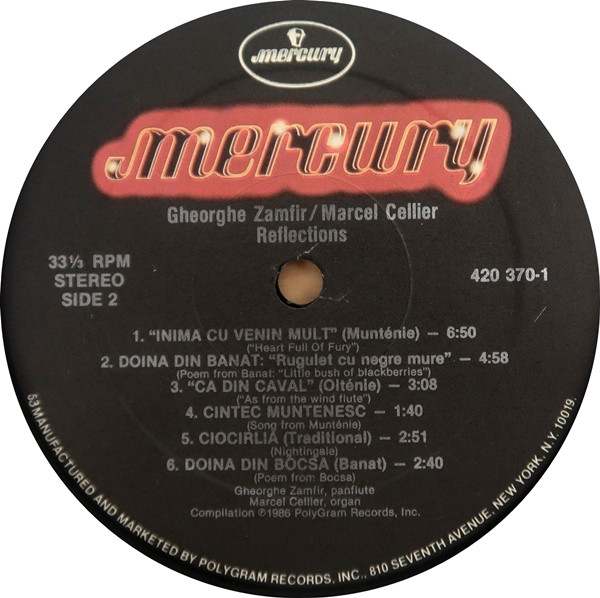 mercury
mercury
Gheorghe Zamfir/Marcel Cellier
Reflections
33⅓ RPM
STEREO
SIDE 2
420 370-1
1. "INIMA CU VENIN MULT" (Munténie) — 6:50
("Heart Full Of Fury")
2. DOINA DIN BANAT: "Rugulet cu negre mure" — 4:58
(Poem from Banat: "Little bush of blackberries")
3. "CA DIN CAVAL" (Olténie) — 3:08
("As from the wind flute")
4. CINTEC MUNTENESC — 1:40
(Song from Munténie)
5. CIOCIRLIA (Traditional) — 2:51
(Nightingale)
6. DOINA DIN BOCSA (Banat) — 2:40
(Poem from Bocsa)
Gheorghe Zamfir, panflute
Marcel Cellier, organ
Compilation ℗1986 PolyGram Records, Inc.
53 MANUFACTURED AND MARKETED BY POLYGRAM RECORDS, INC., 810 SEVENTH AVENUE, NEW YORK, N.Y. 10019.